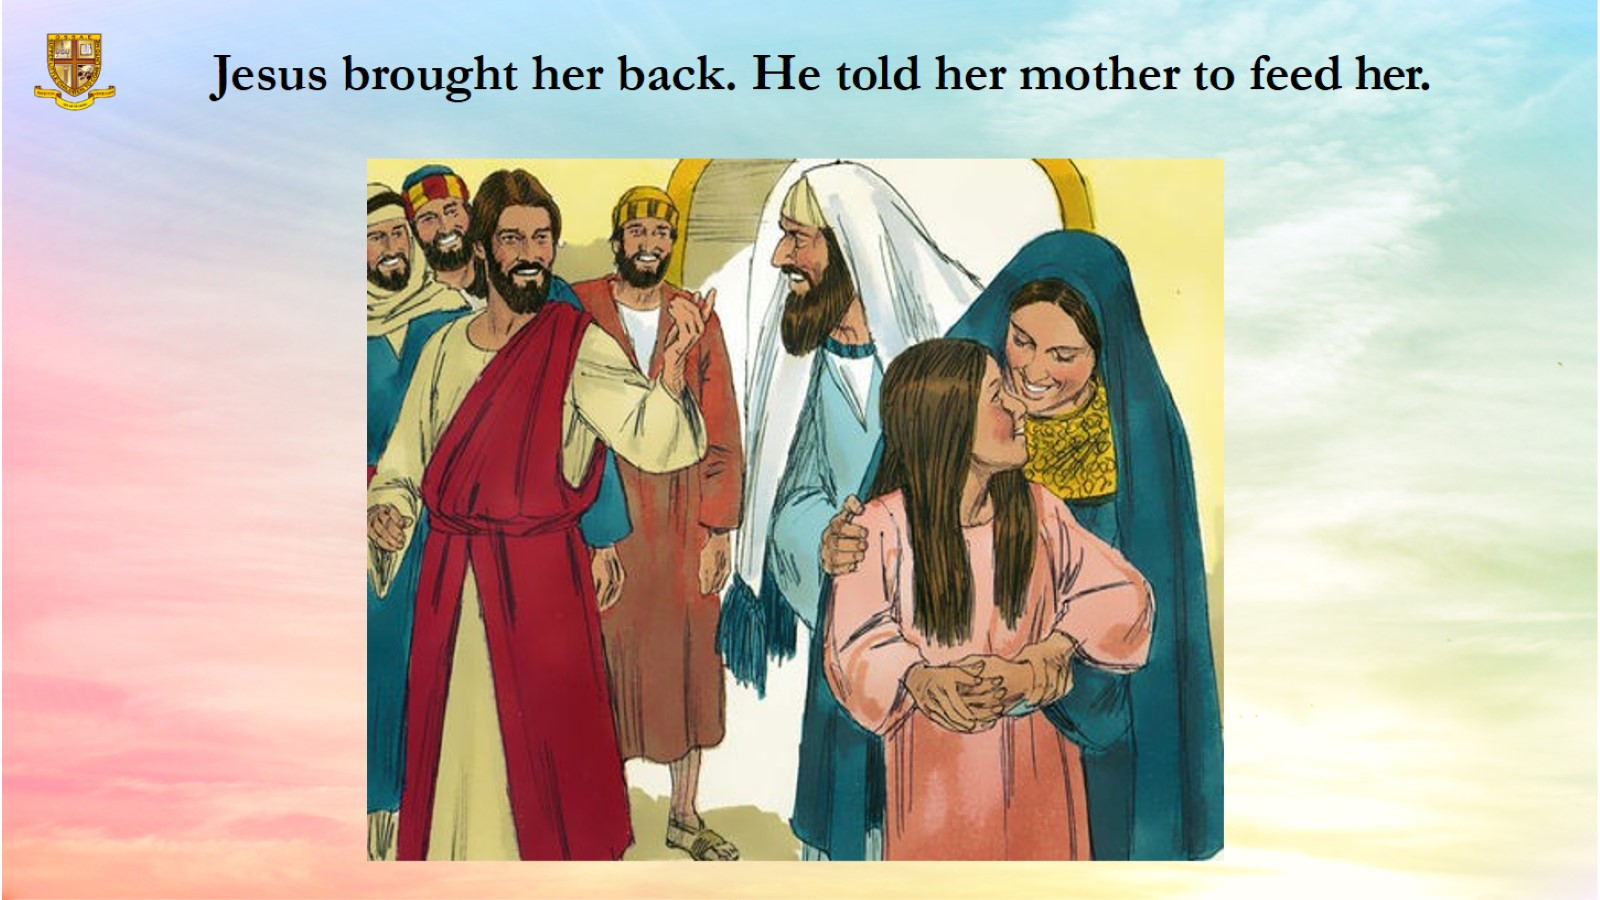 Jesus brought her back. He told her mother to feed her.